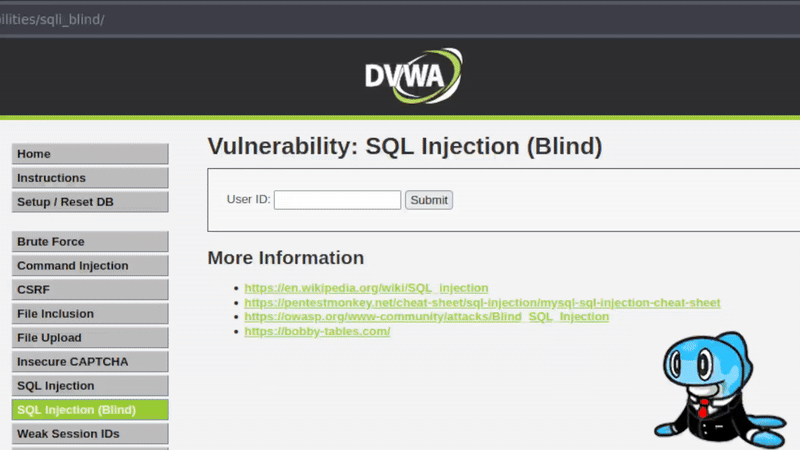 ilities/sqli_blind/
DVWA
Home
Instructions
Setup / Reset DB
Brute Force
Command Injection
CSRF
File Inclusion
File Upload
Insecure CAPTCHA
SQL Injection
SQL Injection (Blind)
Weak Session IDs
Vulnerability: SQL Injection (Blind)
User ID: Submit
More Information
https://en.wikipedia.org/wiki/SQL_injection
https://pentestmonkey.net/cheat-sheet/sql-injection/mysql-sql-injection-cheat-sheet
https://owasp.org/www-community/attacks/Blind_SQL_Injection
https://bobby-tables.com/